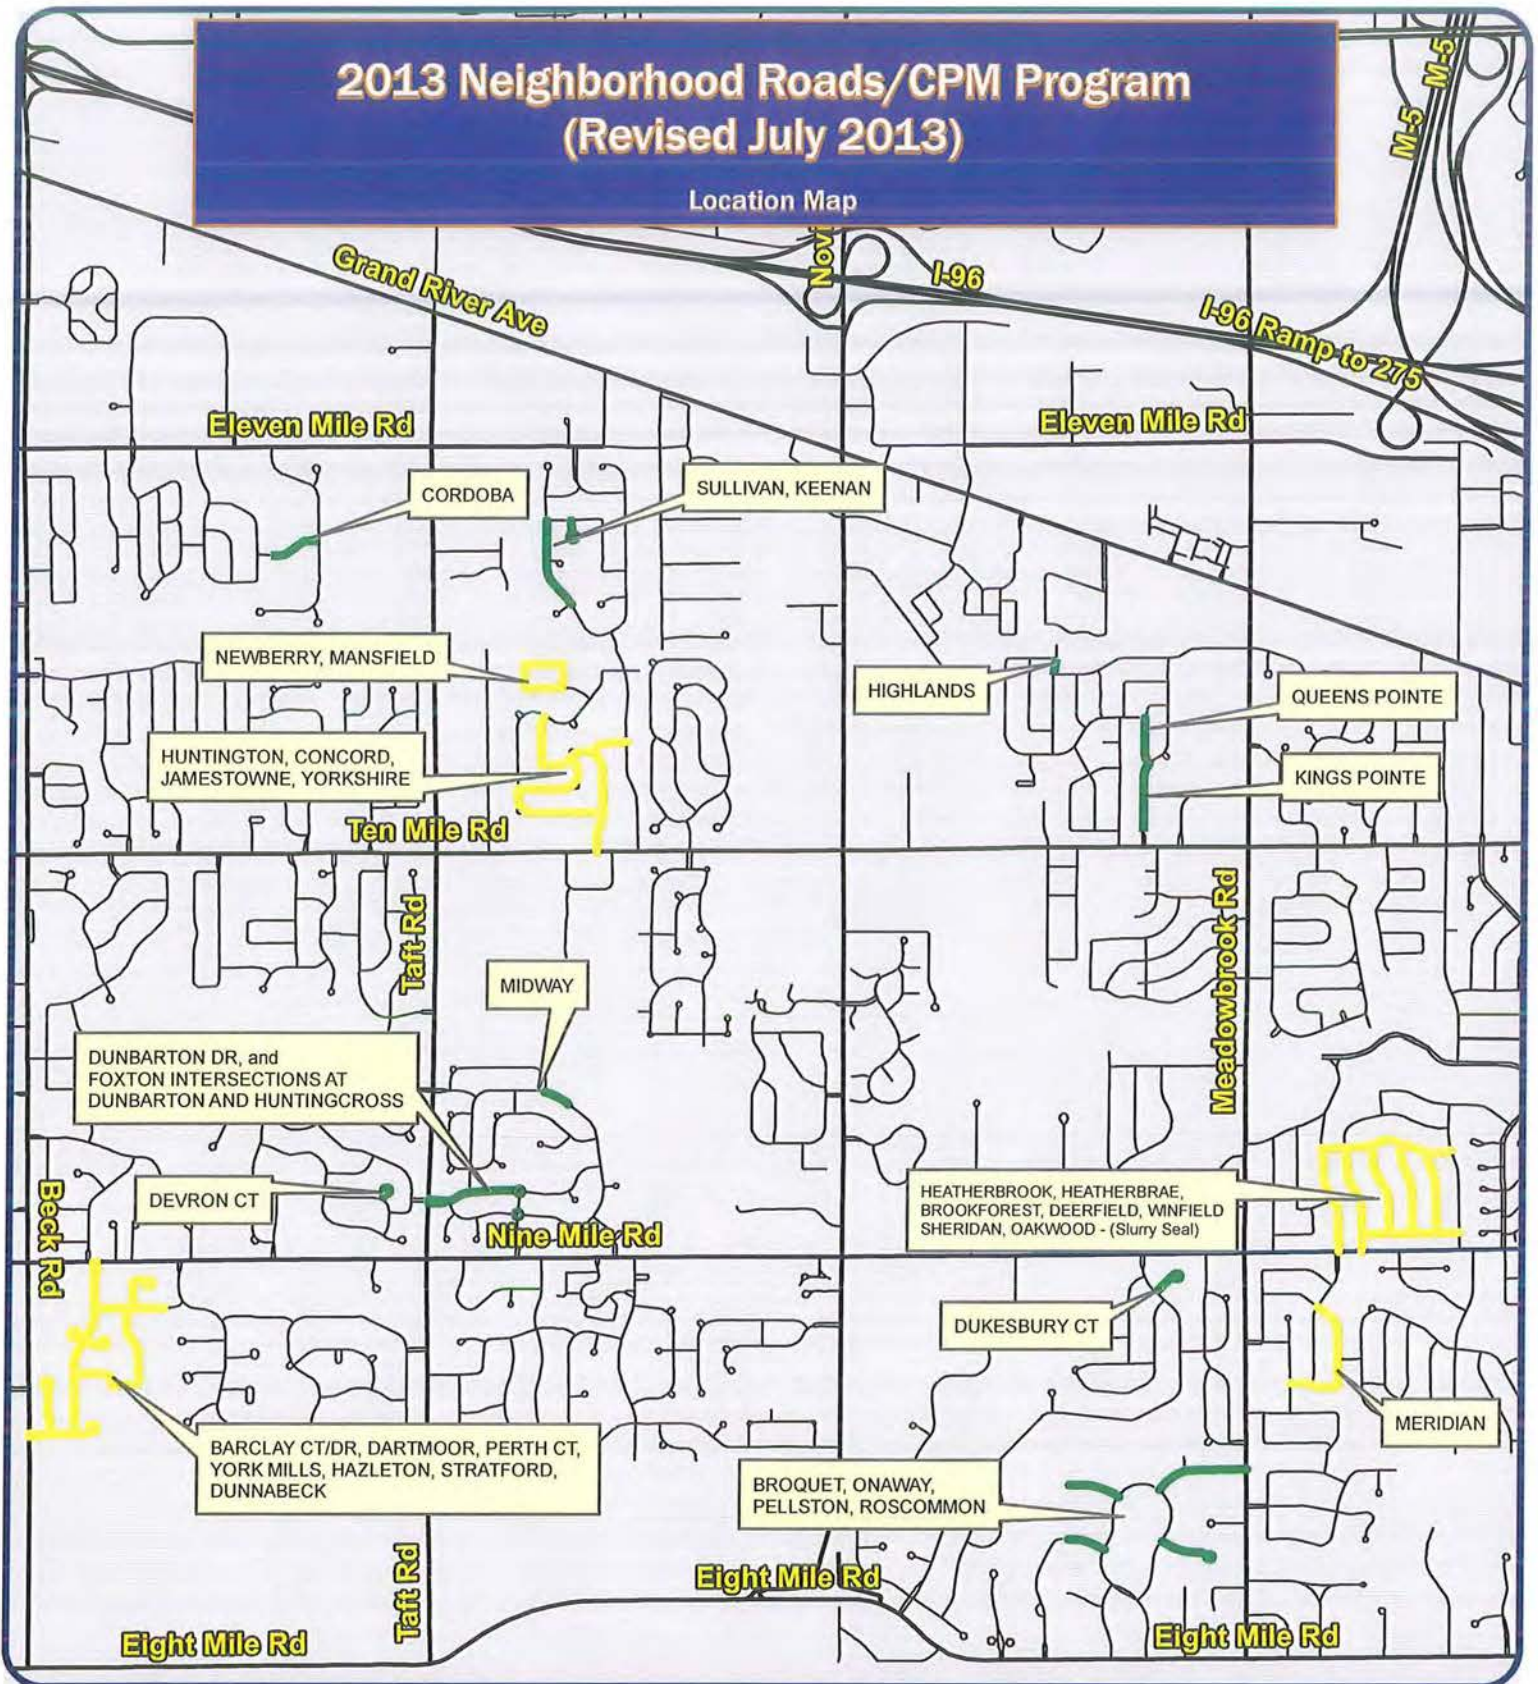 2013 Neighborhood Roads/CPM Program
(Revised July 2013)
Location Map
M-5
M-5
Novi
Grand River Ave
I-96
I-96 Ramp to 275
Eleven Mile Rd
Eleven Mile Rd
CORDOBA
SULLIVAN, KEENAN
NEWBERRY, MANSFIELD
HIGHLANDS
QUEENS POINTE
HUNTINGTON, CONCORD,
JAMESTOWNE, YORKSHIRE
KINGS POINTE
Ten Mile Rd
Taft Rd
Meadowbrook Rd
MIDWAY
DUNBARTON DR, and
FOXTON INTERSECTIONS AT
DUNBARTON AND HUNTINGCROSS
DEVRON CT
Beck Rd
HEATHERBROOK, HEATHERBRAE,
BROOKFOREST, DEERFIELD, WINFIELD
SHERIDAN, OAKWOOD - (Slurry Seal)
Nine Mile Rd
DUKESBURY CT
MERIDIAN
BARCLAY CT/DR, DARTMOOR, PERTH CT,
YORK MILLS, HAZLETON, STRATFORD,
DUNNABECK
BROQUET, ONAWAY,
PELLSTON, ROSCOMMON
Taft Rd
Eight Mile Rd
Eight Mile Rd
Eight Mile Rd